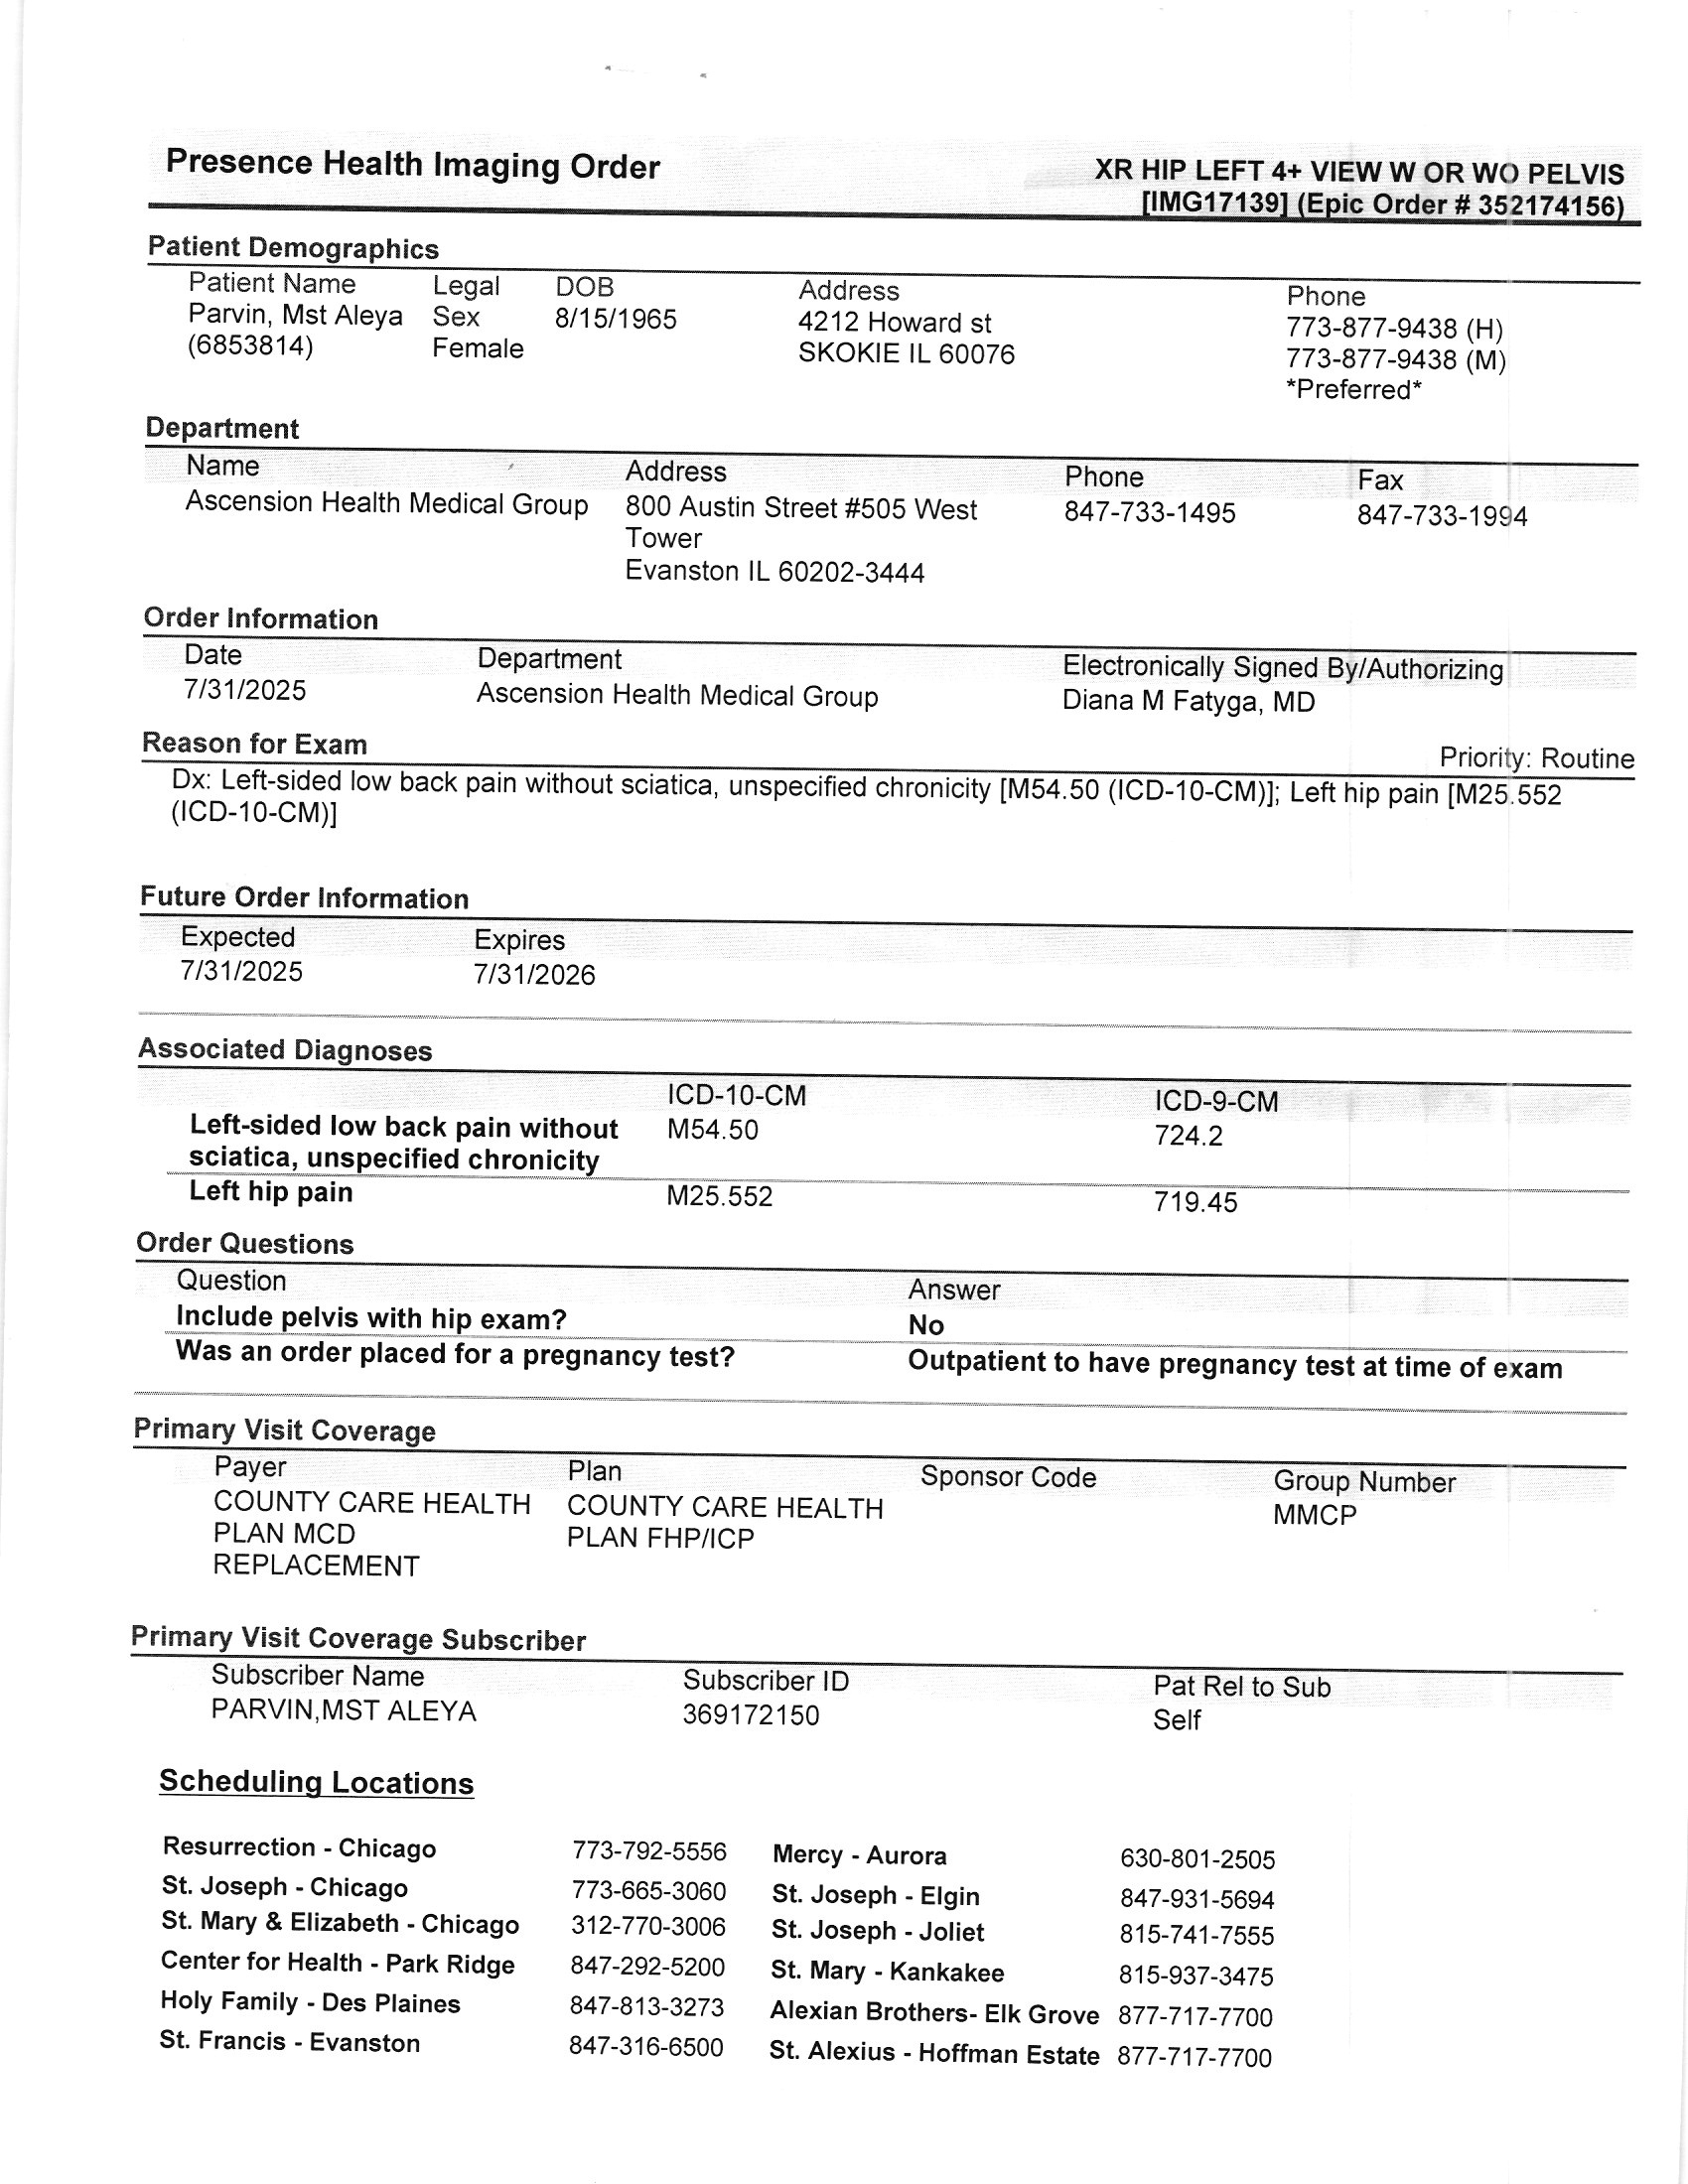 Presence Health Imaging Order
XR HIP LEFT 4+ VIEW W OR WO PELVIS
[IMG17139] (Epic Order # 352174156)
Patient Demographics
Patient Name Legal DOB Address Phone
Parvin, Mst Aleya Sex 8/15/1965 4212 Howard st 773-877-9438 (H)
(6853814) Female SKOKIE IL 60076 773-877-9438 (M)
*Preferred*
Department
Name Address Phone Fax
Ascension Health Medical Group 800 Austin Street #505 West 847-733-1495 847-733-1994
Tower
Evanston IL 60202-3444
Order Information
Date Department Electronically Signed By/Authorizing
7/31/2025 Ascension Health Medical Group Diana M Fatyga, MD
Reason for Exam Priority: Routine
Dx: Left-sided low back pain without sciatica, unspecified chronicity [M54.50 (ICD-10-CM)]; Left hip pain [M25.552
(ICD-10-CM)]
Future Order Information
Expected Expires
7/31/2025 7/31/2026
Associated Diagnoses
ICD-10-CM ICD-9-CM
Left-sided low back pain without M54.50 724.2
sciatica, unspecified chronicity
Left hip pain M25.552 719.45
Order Questions
Question Answer
Include pelvis with hip exam? No
Was an order placed for a pregnancy test? Outpatient to have pregnancy test at time of exam
Primary Visit Coverage
Payer Plan Sponsor Code Group Number
COUNTY CARE HEALTH COUNTY CARE HEALTH MMCP
PLAN MCD PLAN FHP/ICP
REPLACEMENT
Primary Visit Coverage Subscriber
Subscriber Name Subscriber ID Pat Rel to Sub
PARVIN,MST ALEYA 369172150 Self
Scheduling Locations
Resurrection - Chicago 773-792-5556 Mercy - Aurora 630-801-2505
St. Joseph - Chicago 773-665-3060 St. Joseph - Elgin 847-931-5694
St. Mary & Elizabeth - Chicago 312-770-3006 St. Joseph - Joliet 815-741-7555
Center for Health - Park Ridge 847-292-5200 St. Mary - Kankakee 815-937-3475
Holy Family - Des Plaines 847-813-3273 Alexian Brothers- Elk Grove 877-717-7700
St. Francis - Evanston 847-316-6500 St. Alexius - Hoffman Estate 877-717-7700